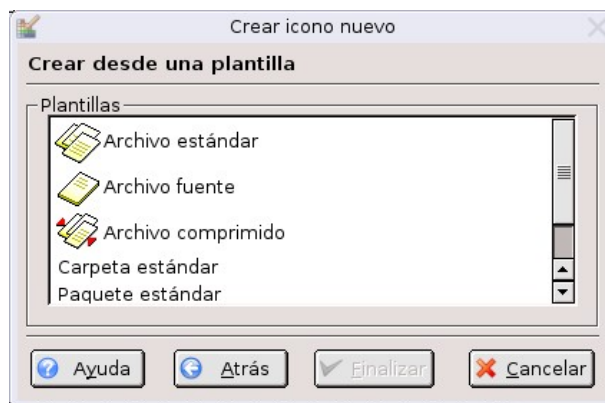 Crear icono nuevo
Crear desde una plantilla
Plantillas
Archivo estándar
Archivo fuente
Archivo comprimido
Carpeta estándar
Paquete estándar
Ayuda Atrás Finalizar Cancelar